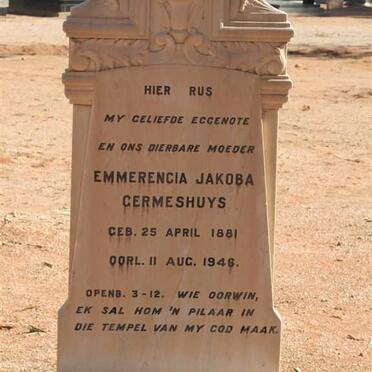 HIER RUS
MY GELIEFDE EGGENOTE
EN ONS DIERBARE MOEDER
EMMERENCIA JAKOBA
GERMESHUYS
GEB. 25 APRIL 1881
OORL. 11 AUG. 1946.
OPENB. 3-12. WIE OORWIN,
EK SAL HOM 'N PILAAR IN
DIE TEMPEL VAN MY GOD MAAK.